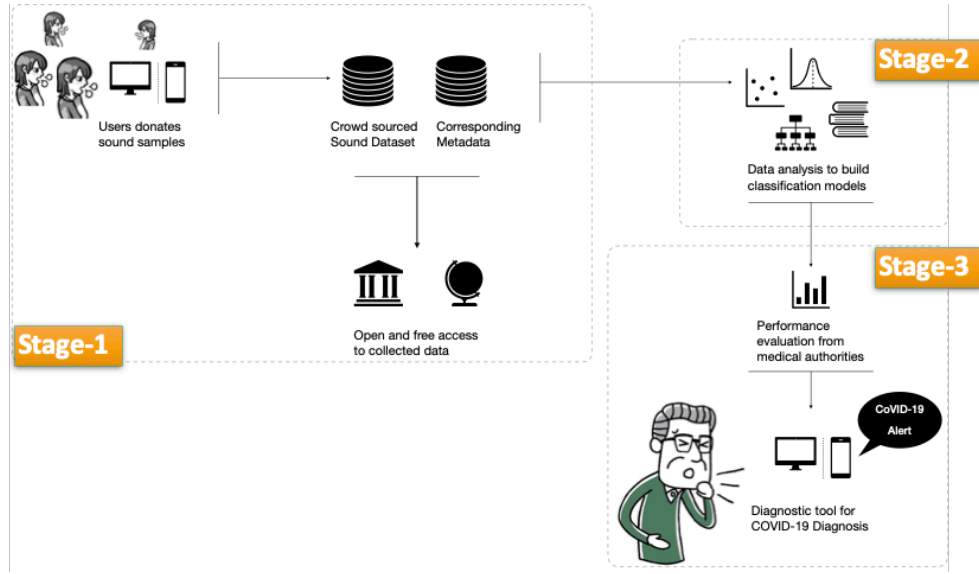 Users donates
sound samples
Crowd sourced
Sound Dataset
Corresponding
Metadata
Open and free access
to collected data
Stage-1
Stage-2
Data analysis to build
classification models
Stage-3
Performance
evaluation from
medical authorities
CoVID-19
Alert
Diagnostic tool for
COVID-19 Diagnosis